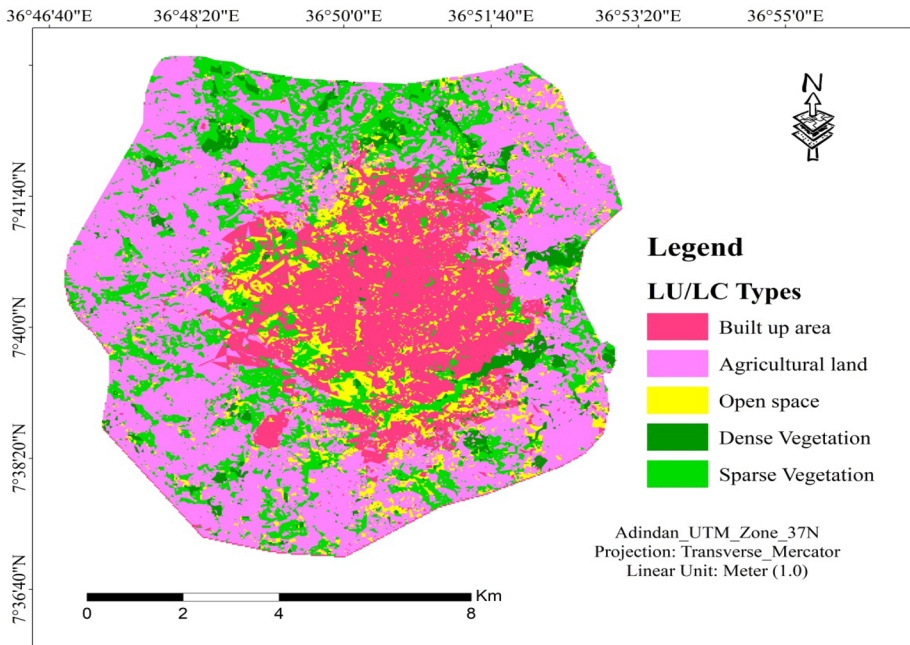 36°46'40"E 36°48'20"E 36°50'0"E 36°51'40"E 36°53'20"E 36°55'0"E
N
7°41'40"N
7°40'0"N
7°38'20"N
7°36'40"N
Legend
LU/LC Types
Built up area
Agricultural land
Open space
Dense Vegetation
Sparse Vegetation
Adindan_UTM_Zone_37N
Projection: Transverse_Mercator
Linear Unit: Meter (1.0)
Km
0 2 4 6 8